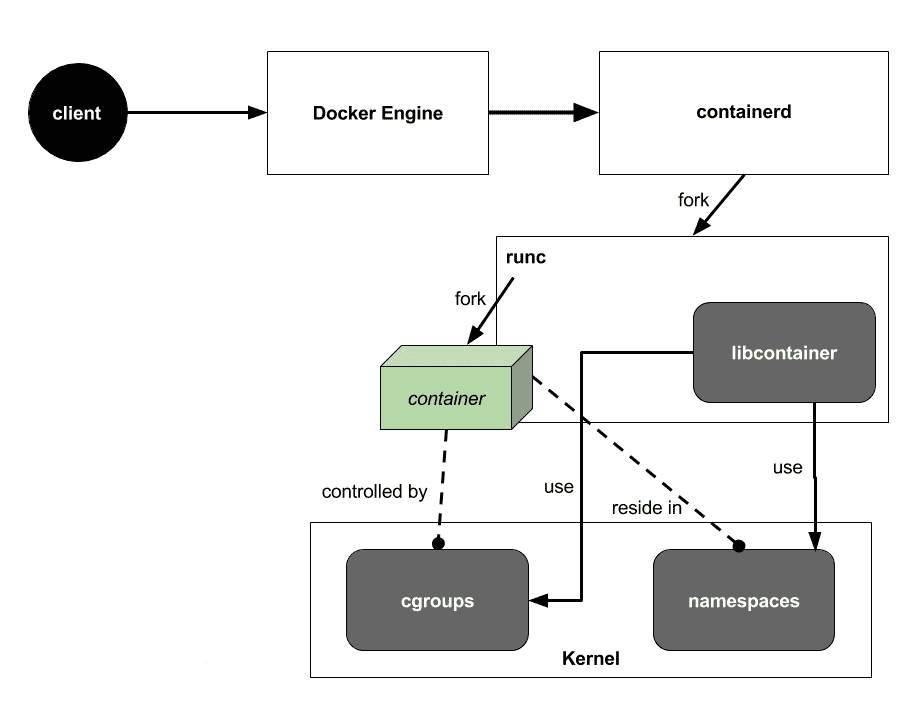 client
Docker Engine
containerd
fork
runc
fork
libcontainer
container
controlled by
use
use
reside in
cgroups
namespaces
Kernel